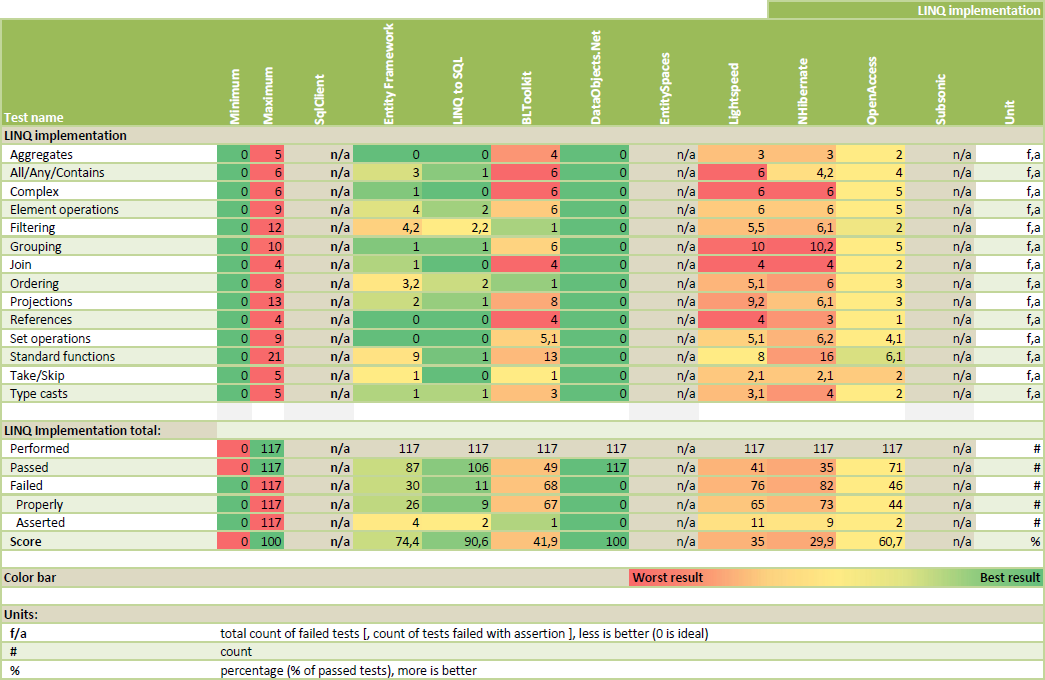 LINQ implementation
Test name Minimum Maximum SqlClient Entity Framework LINQ to SQL BLToolkit DataObjects.Net EntitySpaces Lightspeed NHibernate OpenAccess Subsonic Unit
LINQ implementation
Aggregates 0 5 n/a 0 0 4 0 n/a 3 3 2 n/a f,a
All/Any/Contains 0 6 n/a 3 1 6 0 n/a 6 4,2 4 n/a f,a
Complex 0 6 n/a 1 0 6 0 n/a 6 6 5 n/a f,a
Element operations 0 9 n/a 4 2 6 0 n/a 6 6 5 n/a f,a
Filtering 0 12 n/a 4,2 2,2 1 0 n/a 5,5 6,1 2 n/a f,a
Grouping 0 10 n/a 1 1 6 0 n/a 10 10,2 5 n/a f,a
Join 0 4 n/a 1 0 4 0 n/a 4 4 2 n/a f,a
Ordering 0 8 n/a 3,2 2 1 0 n/a 5,1 6 3 n/a f,a
Projections 0 13 n/a 2 1 8 0 n/a 9,2 6,1 3 n/a f,a
References 0 4 n/a 0 0 4 0 n/a 4 3 1 n/a f,a
Set operations 0 9 n/a 0 0 5,1 0 n/a 5,1 6,2 4,1 n/a f,a
Standard functions 0 21 n/a 9 1 13 0 n/a 8 16 6,1 n/a f,a
Take/Skip 0 5 n/a 1 0 1 0 n/a 2,1 2,1 2 n/a f,a
Type casts 0 5 n/a 1 1 3 0 n/a 3,1 4 2 n/a f,a
LINQ Implementation total:
Performed 0 117 n/a 117 117 117 117 n/a 117 117 117 n/a #
Passed 0 117 n/a 87 106 49 117 n/a 41 35 71 n/a #
Failed 0 117 n/a 30 11 68 0 n/a 76 82 46 n/a #
Properly 0 117 n/a 26 9 67 0 n/a 65 73 44 n/a #
Asserted 0 117 n/a 4 2 1 0 n/a 11 9 2 n/a #
Score 0 100 n/a 74,4 90,6 41,9 100 n/a 35 29,9 60,7 n/a %
Color bar Worst result Best result
Units:
f/a total count of failed tests [, count of tests failed with assertion ], less is better (0 is ideal)
# count
% percentage (% of passed tests), more is better